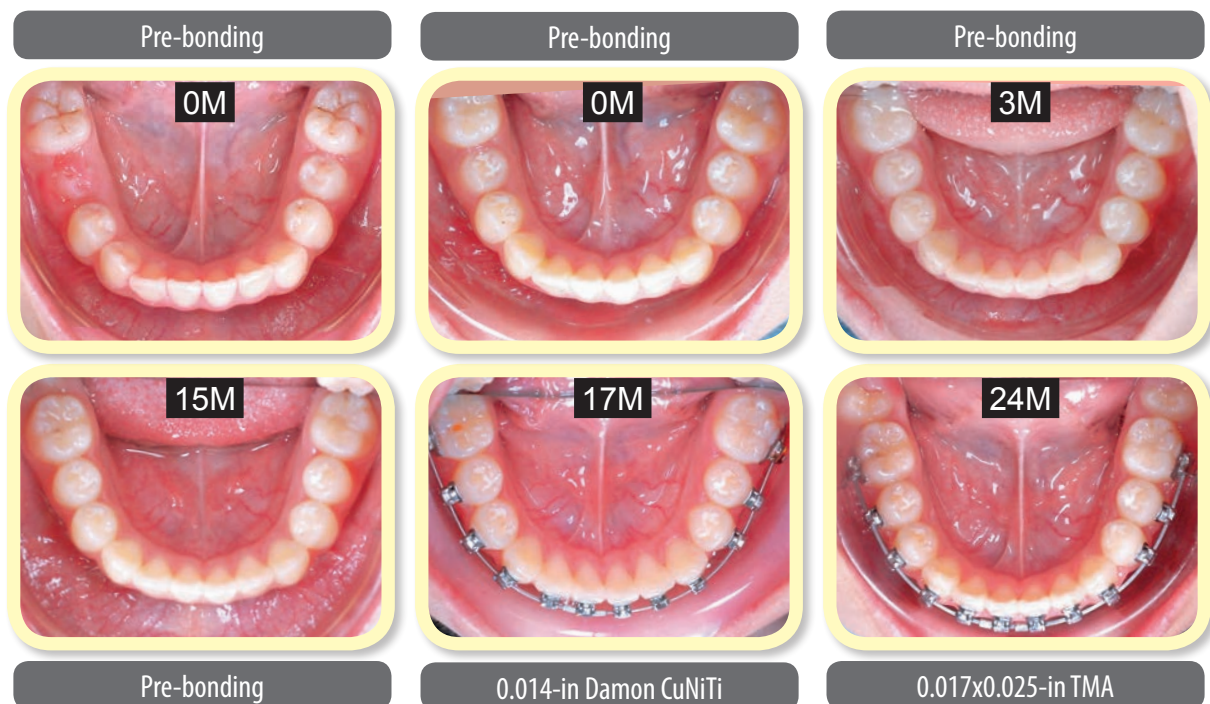 Pre-bonding
Pre-bonding
Pre-bonding
0M
0M
3M
15M
17M
24M
Pre-bonding
0.014-in Damon CuNiTi
0.017x0.025-in TMA